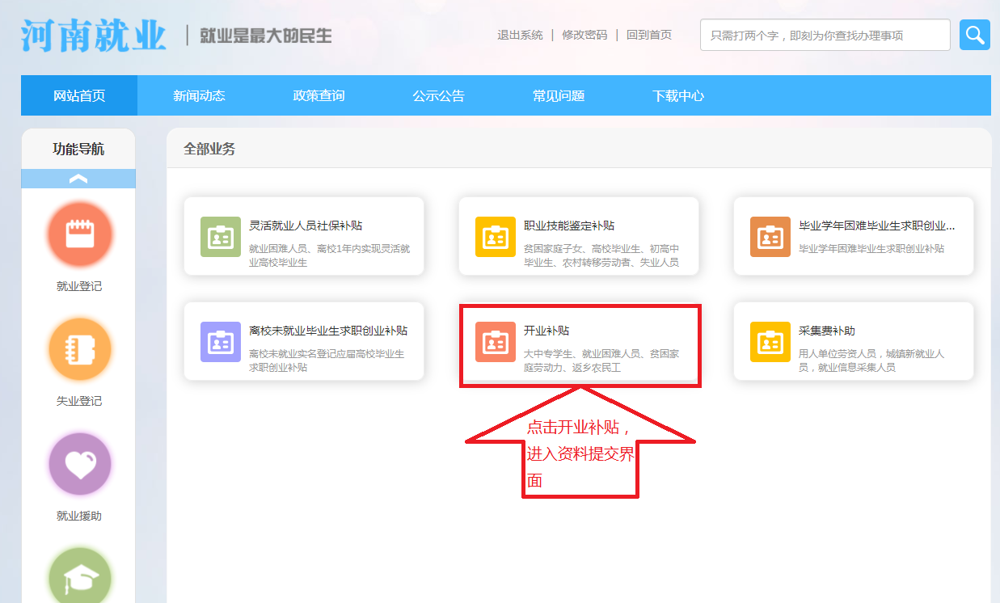 河南就业
就业是最大的民生
退出系统 | 修改密码 | 回到首页
只需打两个字，即刻为你查找办理事项
网站首页 新闻动态 政策查询 公示公告 常见问题 下载中心
功能导航
就业登记
失业登记
就业援助
全部业务
灵活就业人员社保补贴
就业困难人员、离校1年内实现灵活就
业高校毕业生
职业技能鉴定补贴
贫困家庭子女、高校毕业生、初高中
毕业生、农村转移劳动者、失业人员
毕业学年困难毕业生求职创业...
毕业学年困难毕业生求职创业补贴
离校未就业毕业生求职创业补贴
离校未就业实名登记应届高校毕业生
求职创业补贴
开业补贴
大中专学生、就业困难人员、贫困家
庭劳动力、返乡农民工
采集费补助
用人单位劳资人员，城镇新就业人
员，就业信息采集人员
点击开业补贴，
进入资料提交界
面